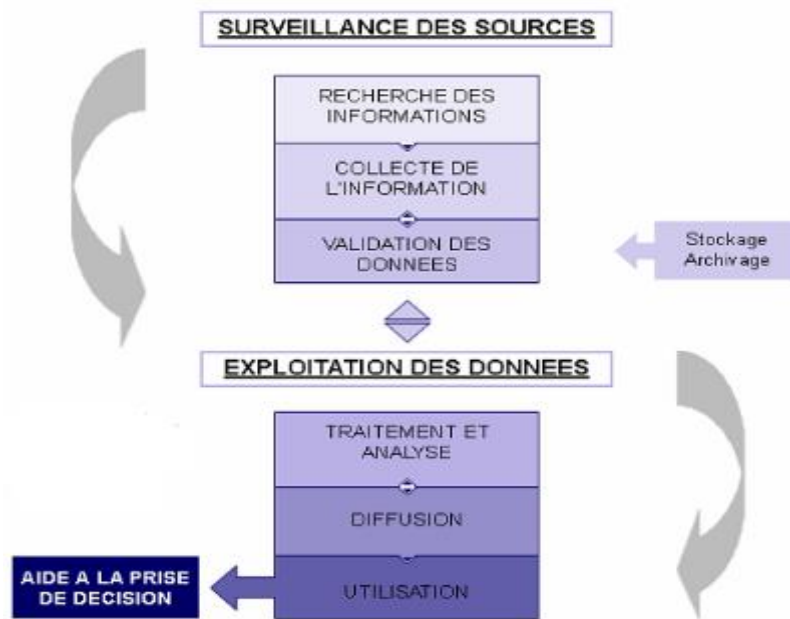 SURVEILLANCE DES SOURCES
RECHERCHE DES
INFORMATIONS
COLLECTE DE
L'INFORMATION
VALIDATION DES
DONNEES
Stockage
Archivage
EXPLOITATION DES DONNEES
TRAITEMENT ET
ANALYSE
DIFFUSION
UTILISATION
AIDE A LA PRISE
DE DECISION